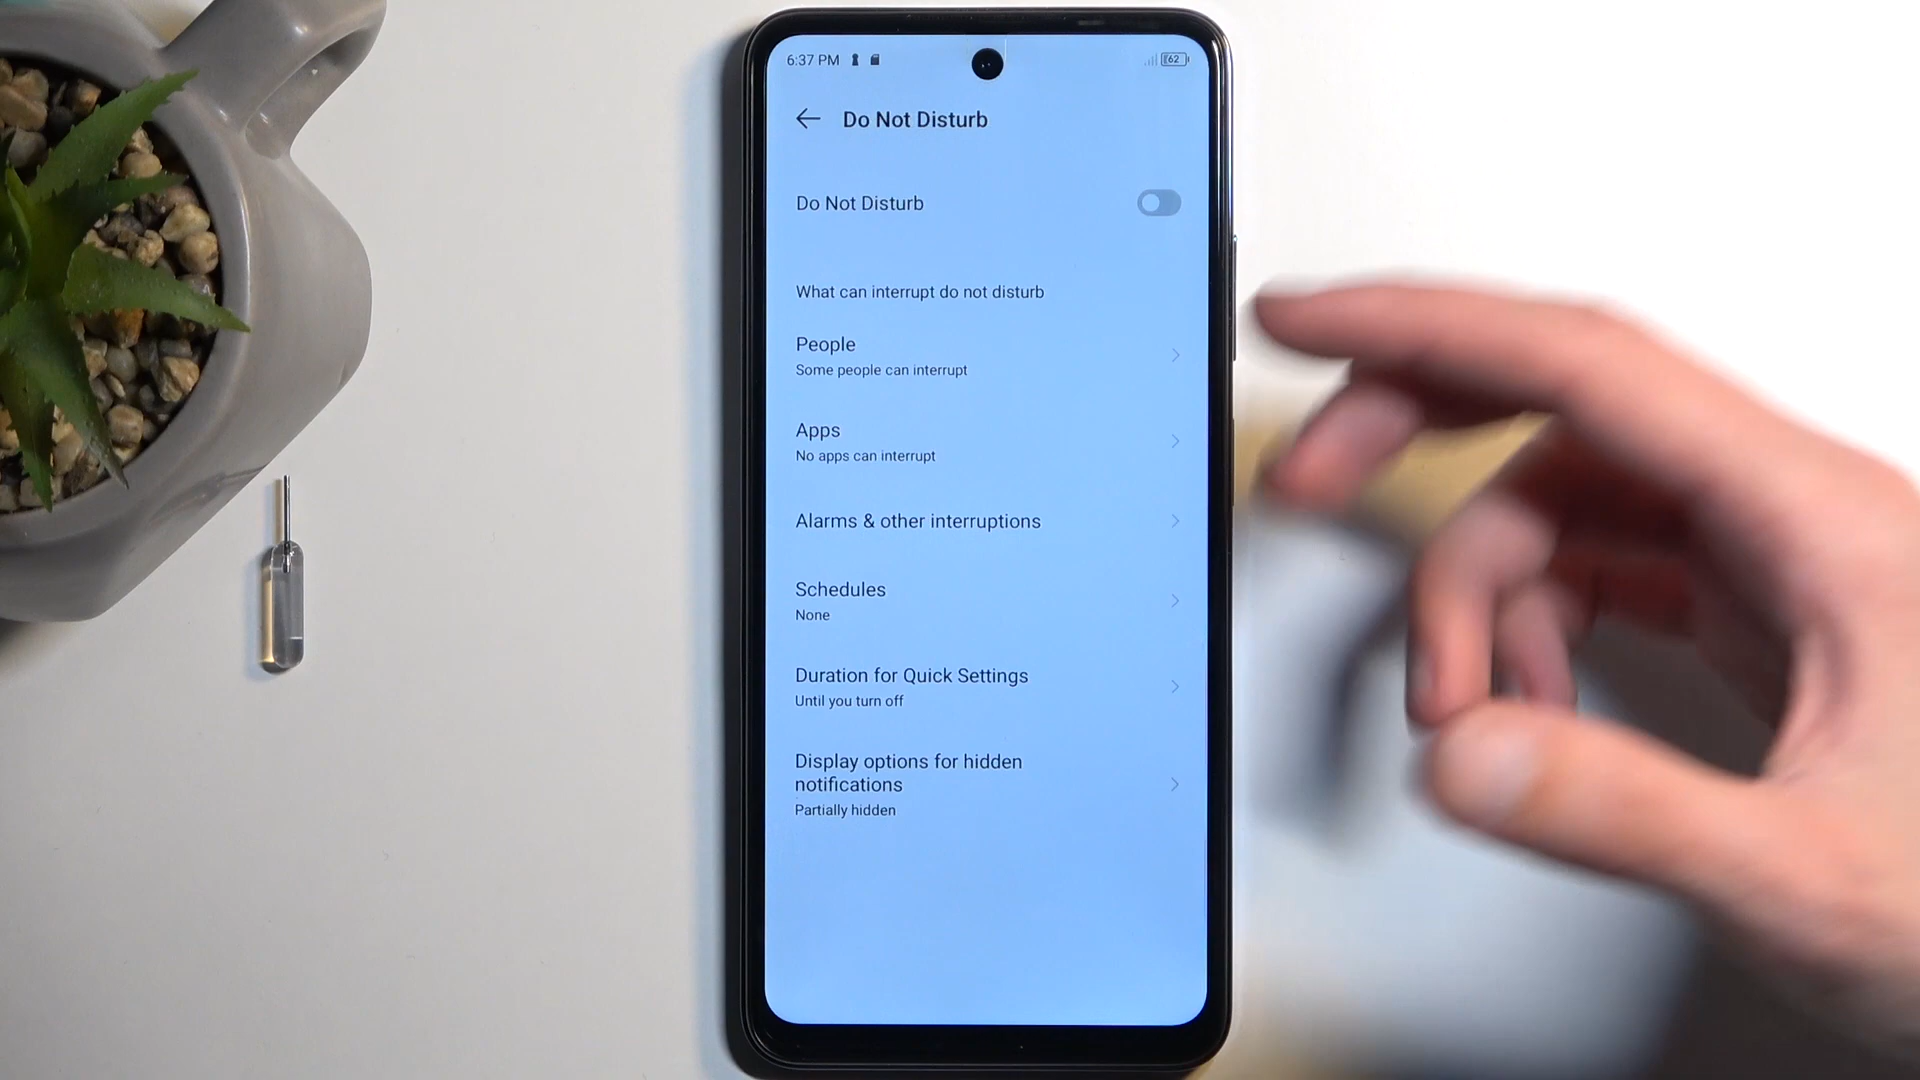 6:37 PM
62
Do Not Disturb
Do Not Disturb
What can interrupt do not disturb
People
Some people can interrupt
Apps
No apps can interrupt
Alarms & other interruptions
Schedules
None
Duration for Quick Settings
Until you turn off
Display options for hidden
notifications
Partially hidden